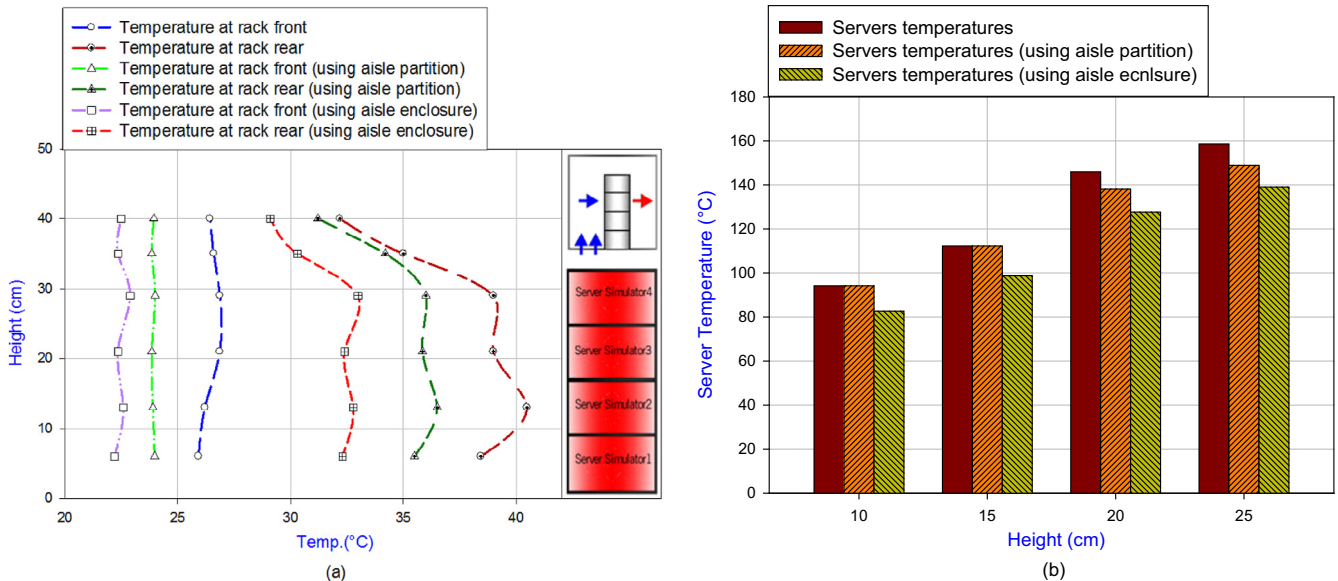 Temperature at rack front
Temperature at rack rear
Temperature at rack front (using aisle partition)
Temperature at rack rear (using aisle partition)
Temperature at rack front (using aisle enclosure)
Temperature at rack rear (using aisle enclosure)
50
40
30
20
10
0
Height (cm)
20
25
30
35
40
Temp.(°C)
Server Simulator4
Server Simulator3
Server Simulator2
Server Simulator1
(a)
Servers temperatures
Servers temperatures (using aisle partition)
Servers temperatures (using aisle ecnlsure)
180
160
140
120
100
80
60
40
20
0
Server Temperature (°C)
10
15
20
25
Height (cm)
(b)